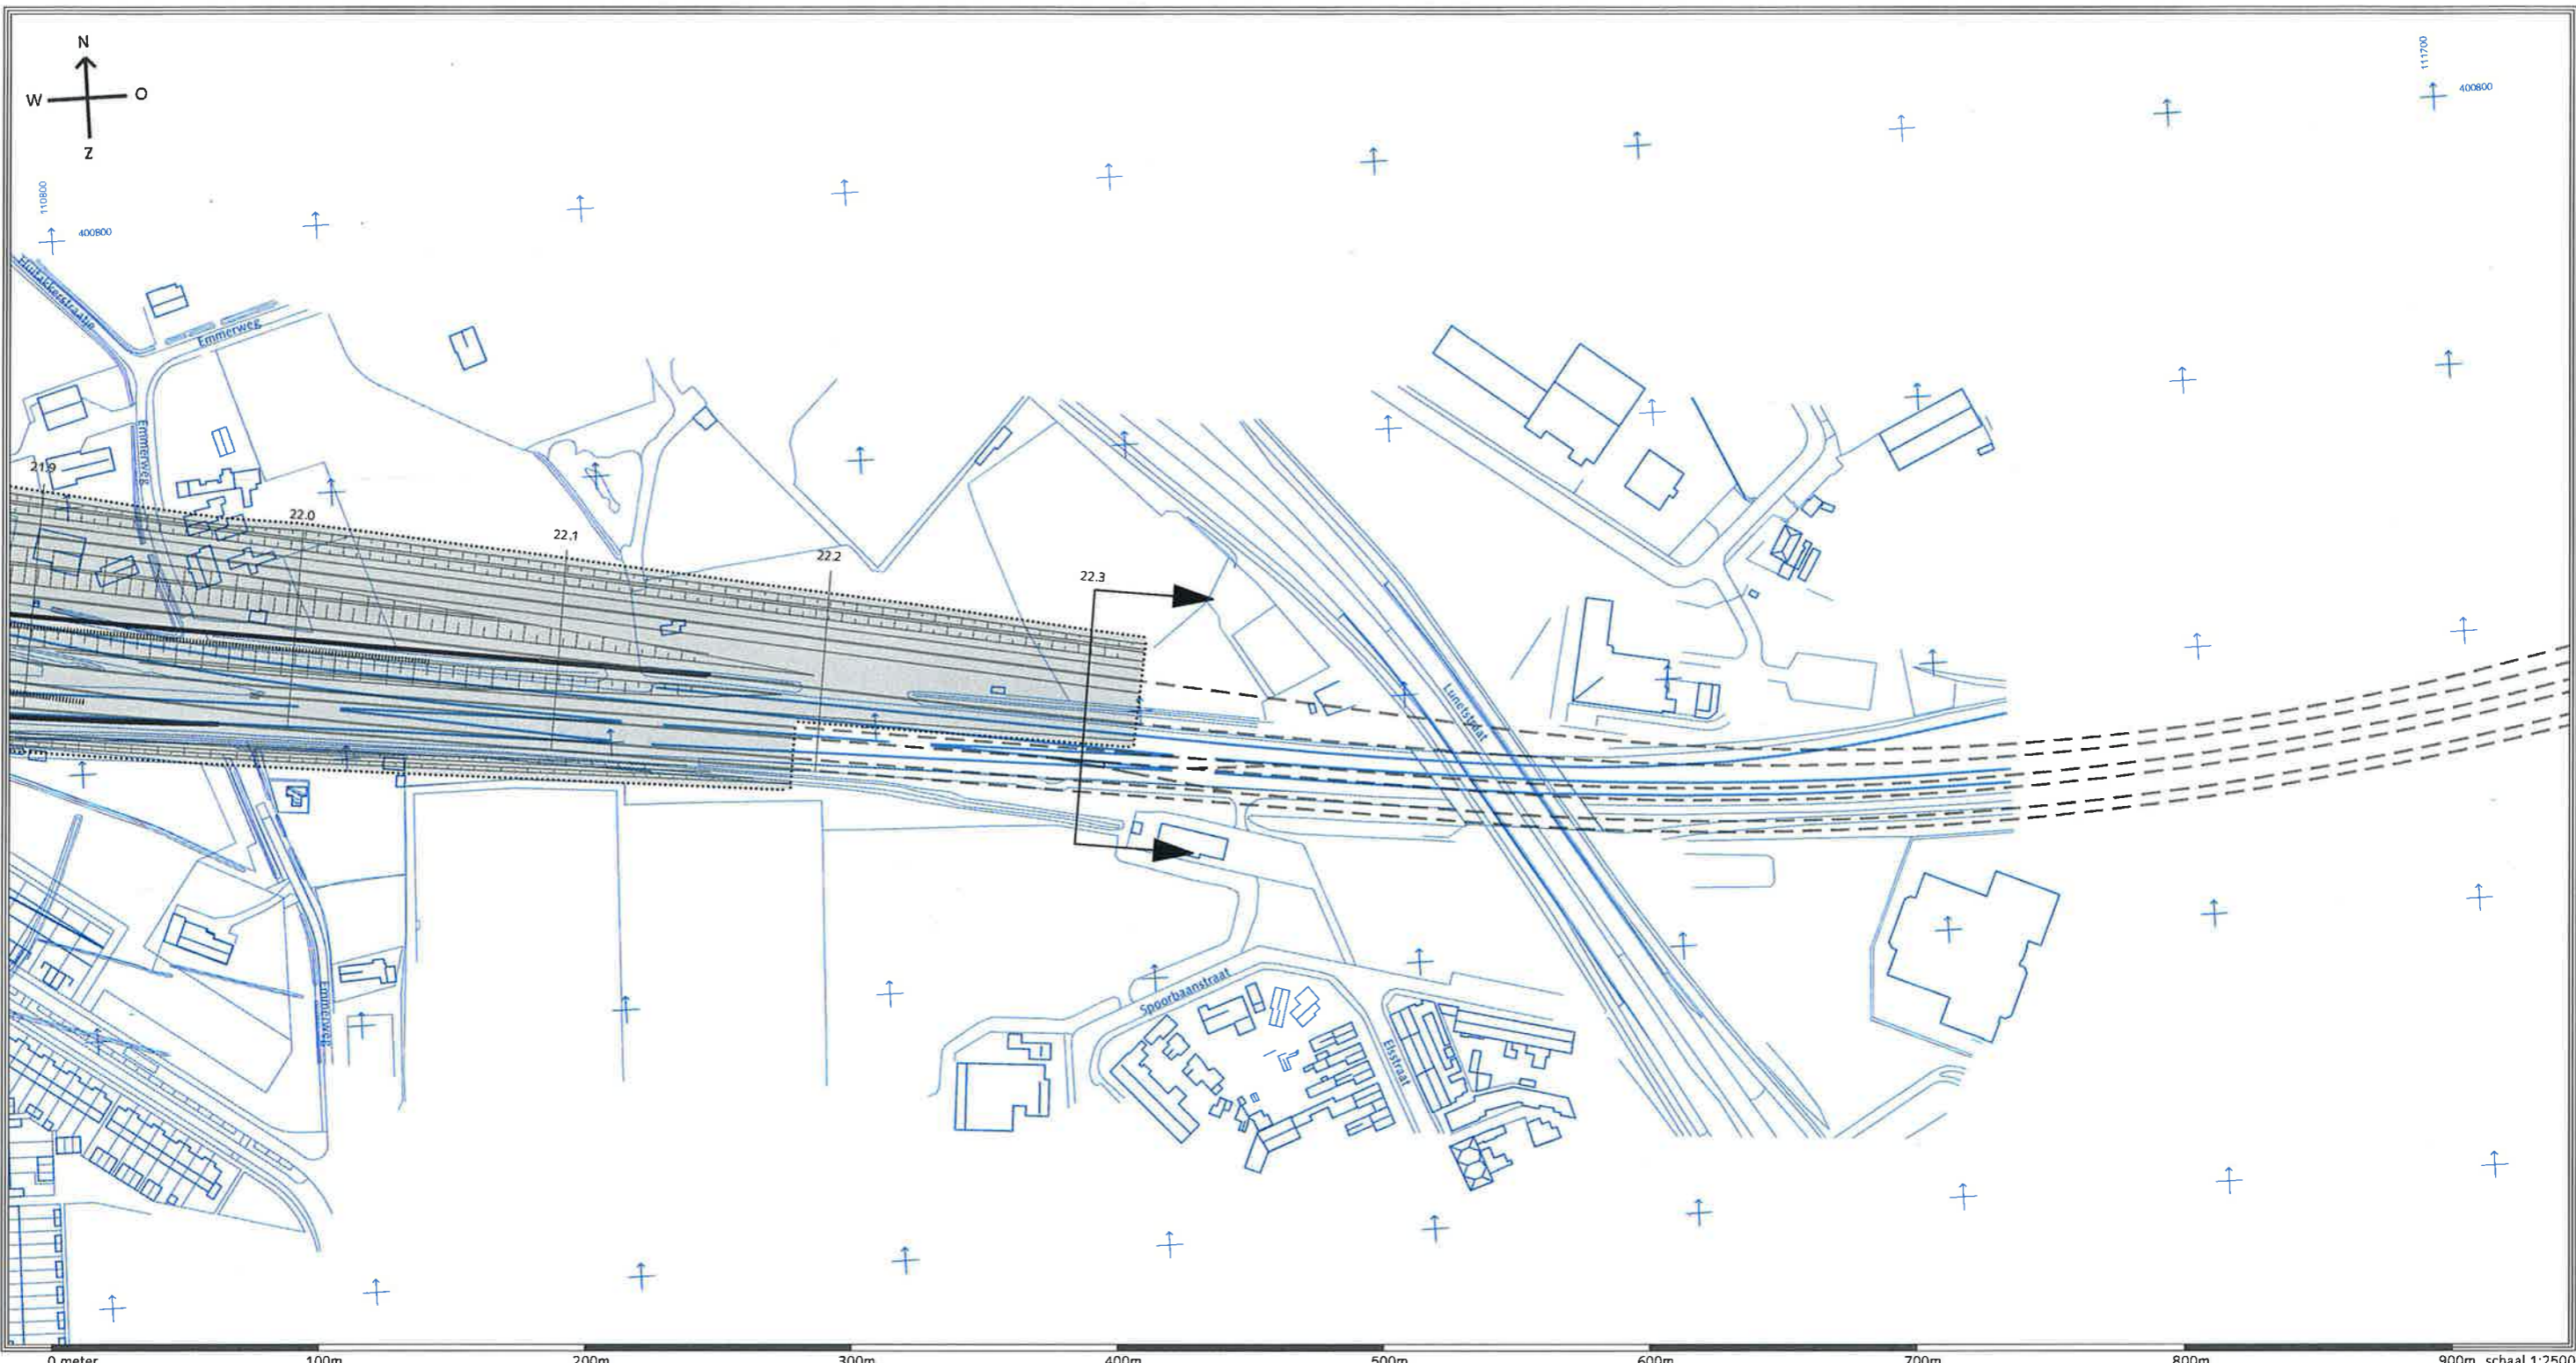 N
W O
Z
111700
400800
110800
400800
Hultakkerstraatje
Emmerweg
Emmerweg
21.9
22.0
22.1
22.2
22.3
Lunetstraat
Emmerweg
Spoorbaanstraat
Elsstraat
0 meter 100m 200m 300m 400m 500m 600m 700m 800m 900m schaal 1:2500